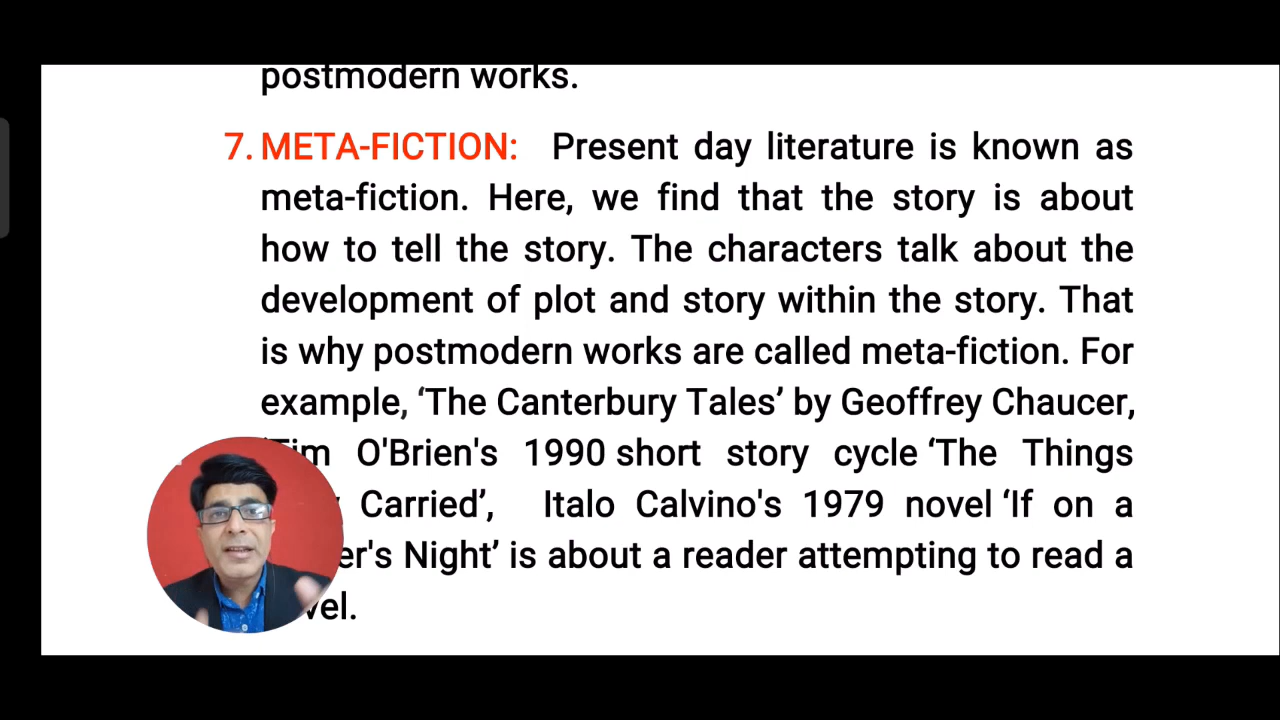 postmodern works.
7. META-FICTION: Present day literature is known as
meta-fiction. Here, we find that the story is about
how to tell the story. The characters talk about the
development of plot and story within the story. That
is why postmodern works are called meta-fiction. For
example, ‘The Canterbury Tales’ by Geoffrey Chaucer,
O'Brien's 1990 short story cycle ‘The Things
Carried’, Italo Calvino's 1979 novel ‘If on a
Night’ is about a reader attempting to read a